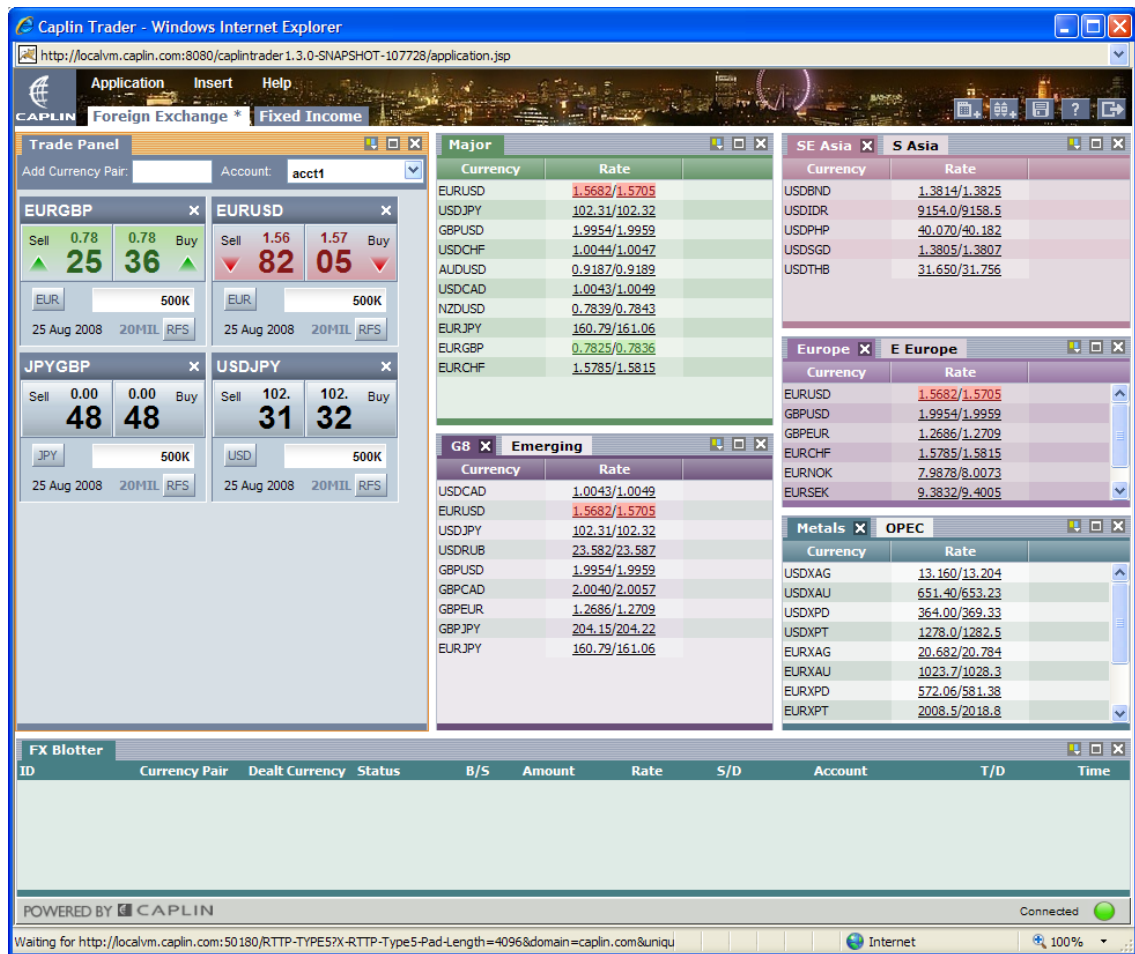 Caplin Trader - Windows Internet Explorer
http://localvm.caplin.com:8080/caplintrader1.3.0-SNAPSHOT-107728/application.jsp
Application Insert Help
CAPLIN Foreign Exchange * Fixed Income
Trade Panel
Add Currency Pair: Account: acct1
EURGBP
Sell 0.78 25 0.78 36 Buy
EUR 500K
25 Aug 2008 20MIL RFS
EURUSD
Sell 1.56 82 1.57 05 Buy
EUR 500K
25 Aug 2008 20MIL RFS
JPYGBP
Sell 0.00 48 0.00 48 Buy
JPY 500K
25 Aug 2008 20MIL RFS
USDJPY
Sell 102. 31 102. 32 Buy
USD 500K
25 Aug 2008 20MIL RFS
Major
Currency Rate
EURUSD 1.5682/1.5705
USDJPY 102.31/102.32
GBPUSD 1.9954/1.9959
USDCHF 1.0044/1.0047
AUDUSD 0.9187/0.9189
USDCAD 1.0043/1.0049
NZDUSD 0.7839/0.7843
EURJPY 160.79/161.06
EURGBP 0.7825/0.7836
EURCHF 1.5785/1.5815
G8 Emerging
Currency Rate
USDCAD 1.0043/1.0049
EURUSD 1.5682/1.5705
USDJPY 102.31/102.32
USDRUB 23.582/23.587
GBPUSD 1.9954/1.9959
GBPCAD 2.0040/2.0057
GBPEUR 1.2686/1.2709
GBPJPY 204.15/204.22
EURJPY 160.79/161.06
SE Asia S Asia
Currency Rate
USDBND 1.3814/1.3825
USDIDR 9154.0/9158.5
USDPHP 40.070/40.182
USDSGD 1.3805/1.3807
USDTHB 31.650/31.756
Europe E Europe
Currency Rate
EURUSD 1.5682/1.5705
GBPUSD 1.9954/1.9959
GBPEUR 1.2686/1.2709
EURCHF 1.5785/1.5815
EURNOK 7.9878/8.0073
EURSEK 9.3832/9.4005
Metals OPEC
Currency Rate
USDXAG 13.160/13.204
USDXAU 651.40/653.23
USDXPD 364.00/369.33
USDXPT 1278.0/1282.5
EURXAG 20.682/20.784
EURXAU 1023.7/1028.3
EURXPD 572.06/581.38
EURXPT 2008.5/2018.8
FX Blotter
ID Currency Pair Dealt Currency Status B/S Amount Rate S/D Account T/D Time
POWERED BY CAPLIN Connected
Waiting for http://localvm.caplin.com:50180/RTTP-TYPE5?X-RTTP-Type5-Pad-Length=4096&domain=caplin.com&uniqu Internet 100%